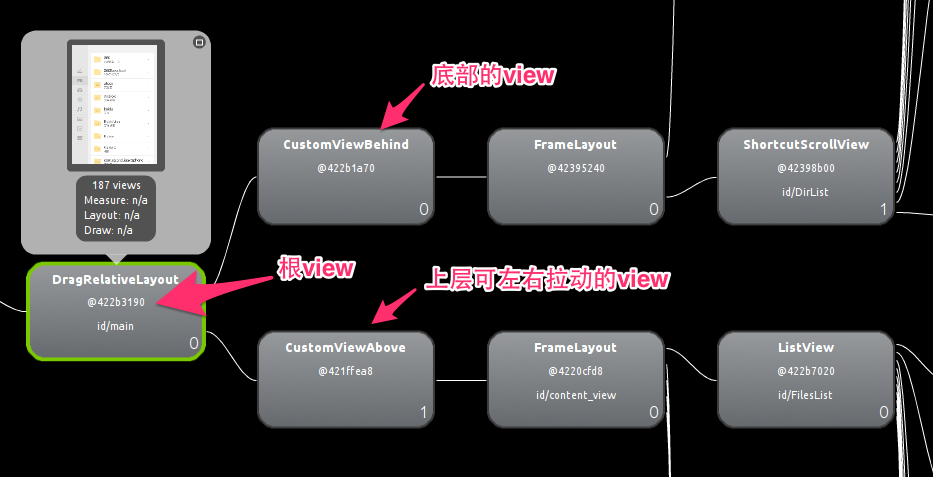 底部的view
CustomViewBehind
@422b1a70
0
FrameLayout
@42395240
0
ShortcutScrollView
@42398b00
id/DirList
1
187 views
Measure: n/a
Layout: n/a
Draw: n/a
根view
DragRelativeLayout
@422b3190
id/main
0
上层可左右拉动的view
CustomViewAbove
@421ffea8
1
FrameLayout
@4220cfd8
id/content_view
0
ListView
@422b7020
id/FilesList
0